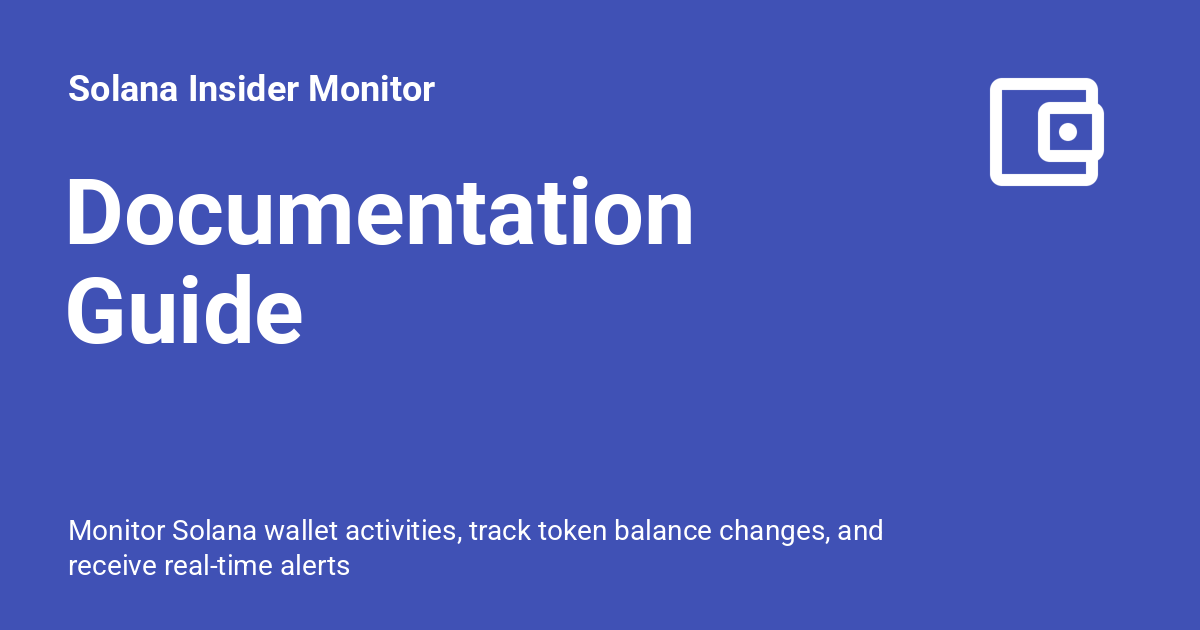 Solana Insider Monitor
Documentation
Guide
Monitor Solana wallet activities, track token balance changes, and
receive real-time alerts